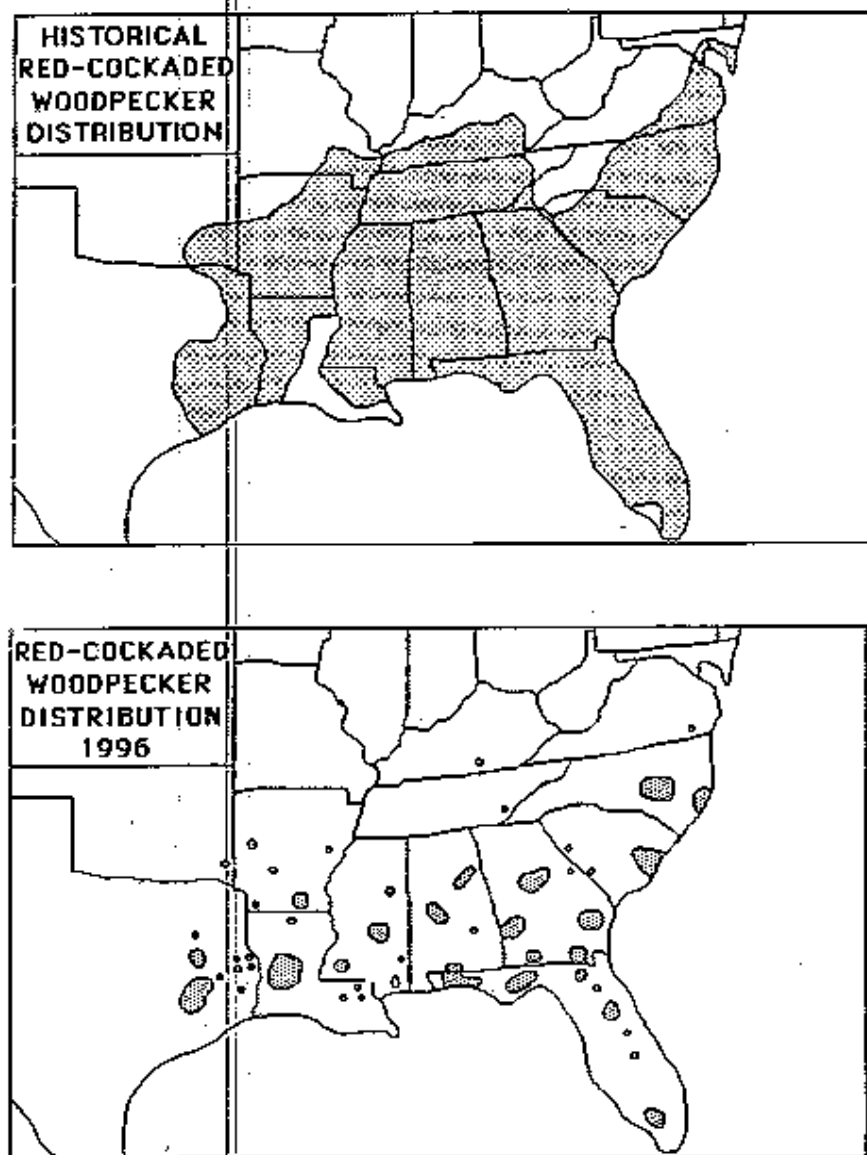 HISTORICAL
RED-COCKADED
WOODPECKER
DISTRIBUTION
RED-COCKADED
WOODPECKER
DISTRIBUTION
1996